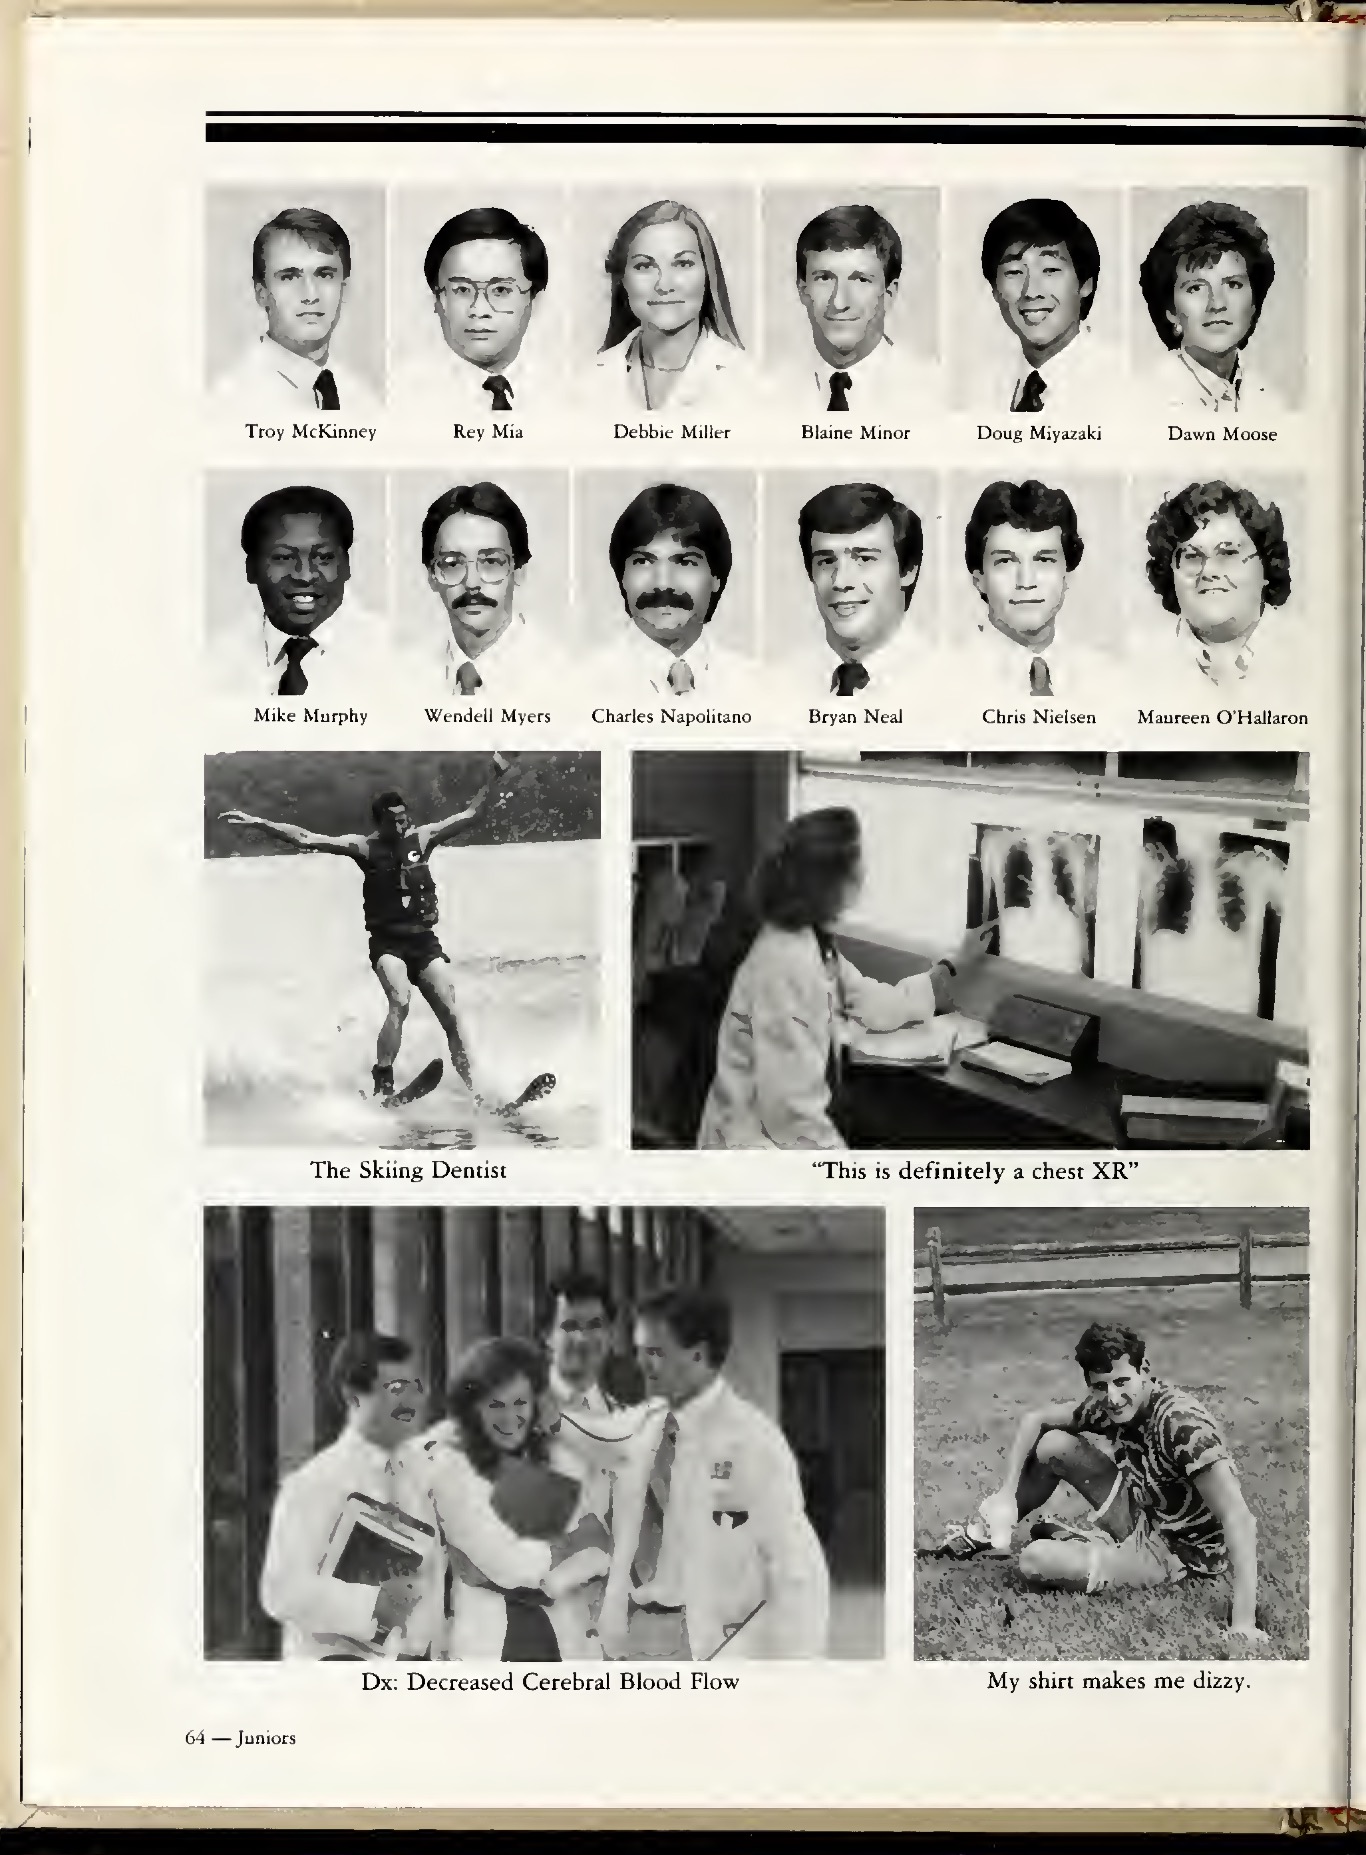 Troy McKinney Rey Mia Debbie Miller Blaine Minor Doug Miyazaki Dawn Moose
Mike Murphy Wendell Myers Charles Napolitano Bryan Neal Chris Nielsen Maureen O'Hallaron
The Skiing Dentist
“This is definitely a chest XR”
Dx: Decreased Cerebral Blood Flow
My shirt makes me dizzy.
64 — Juniors